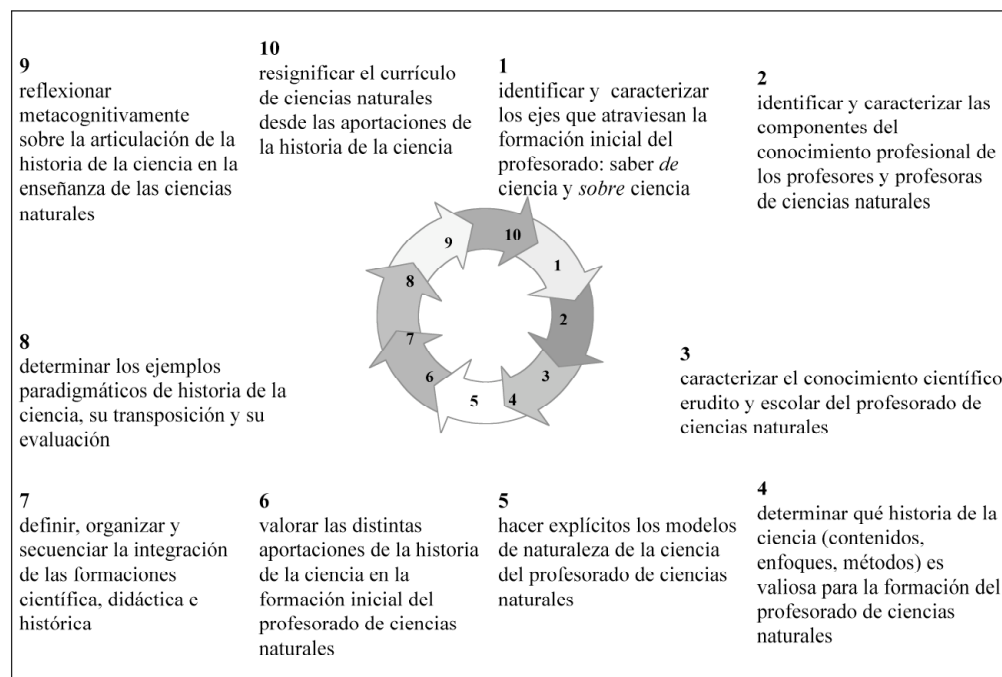 9
reflexionar
metacognitivamente
sobre la articulación de la
historia de la ciencia en la
enseñanza de las ciencias
naturales
10
resignificar el currículo
de ciencias naturales
desde las aportaciones de
la historia de la ciencia
1
identificar y caracterizar
los ejes que atraviesan la
formación inicial del
profesorado: saber de
ciencia y sobre ciencia
2
identificar y caracterizar las
componentes del
conocimiento profesional de
los profesores y profesoras
de ciencias naturales
9
10
1
8
2
7
3
6
5
4
8
determinar los ejemplos
paradigmáticos de historia de la
ciencia, su transposición y su
evaluación
3
caracterizar el conocimiento científico
erudito y escolar del profesorado de
ciencias naturales
7
definir, organizar y
secuenciar la integración
de las formaciones
científica, didáctica e
histórica
6
valorar las distintas
aportaciones de la historia
de la ciencia en la
formación inicial del
profesorado de ciencias
naturales
5
hacer explícitos los modelos
de naturaleza de la ciencia
del profesorado de ciencias
naturales
4
determinar qué historia de la
ciencia (contenidos,
enfoques, métodos) es
valiosa para la formación del
profesorado de ciencias
naturales